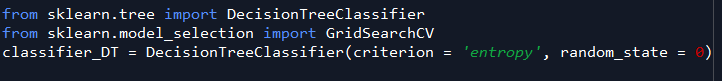 from sklearn.tree import DecisionTreeClassifier
from sklearn.model_selection import GridSearchCV
classifier_DT = DecisionTreeClassifier(criterion = 'entropy', random_state = 0)